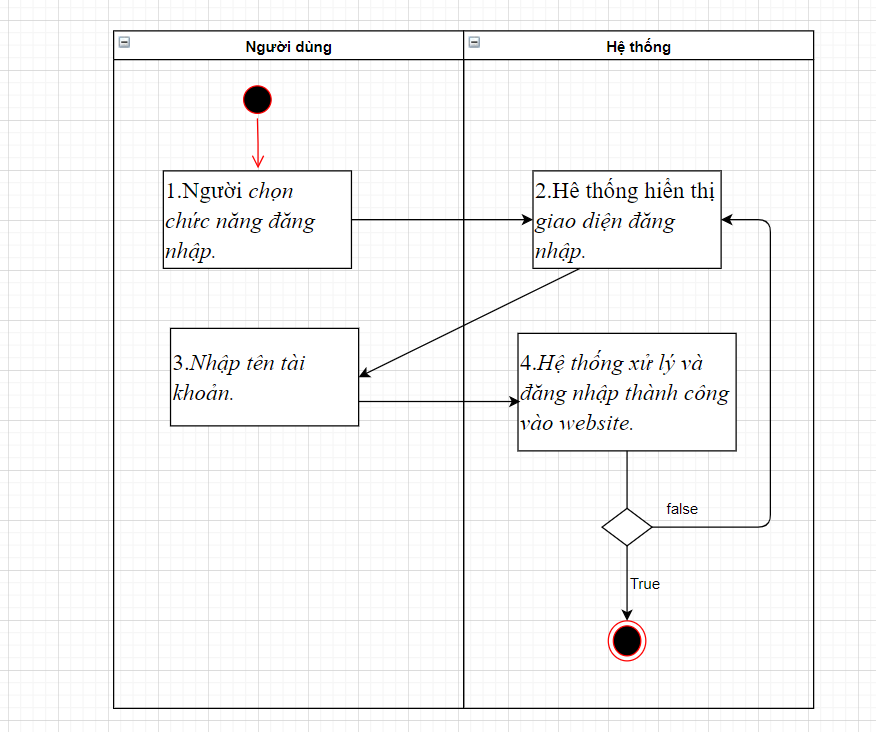 Người dùng
Hệ thống
1.Người chọn
chức năng đăng
nhập.
2.Hê thống hiển thị
giao diện đăng
nhập.
3.Nhập tên tài
khoản.
4.Hệ thống xử lý và
đăng nhập thành công
vào website.
false
True